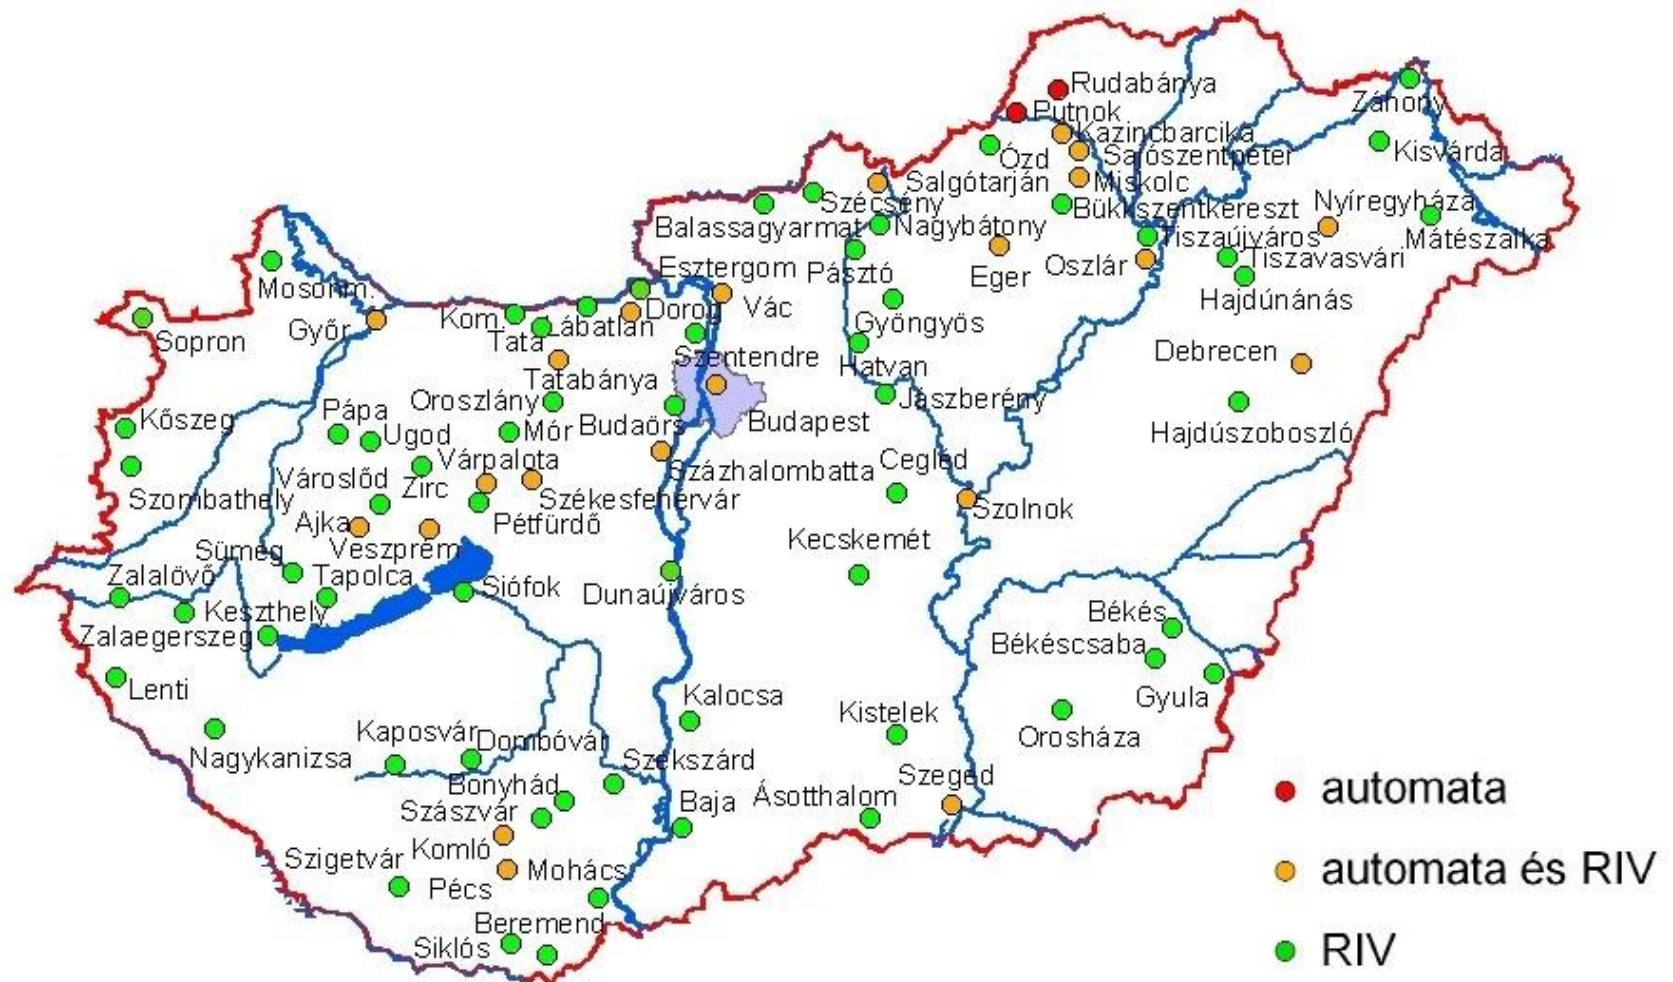 Rudabánya
Putnok
Záhony
Kazincbarcika
Ózd
Sajószentpéter
Kisvárda
Salgótarján
Miskolc
Szécsény
Bükkszentkereszt
Nyíregyháza
Balassagyarmat
Nagybátony
Tiszaújváros
Mátészalka
Esztergom
Pásztó
Eger
Oszlár
Tiszavasvári
Mosonm.
Hajdúnánás
Sopron
Győr
Kom.
Lábatlan
Dorog
Vác
Gyöngyös
Tata
Szentendre
Hatvan
Debrecen
Tatabánya
Oroszlány
Jászberény
Kőszeg
Pápa
Ugod
Mór
Budaörs
Budapest
Hajdúszoboszló
Várpalota
Városlőd
Zirc
Százhalombatta
Cegléd
Szombathely
Székesfehérvár
Szolnok
Ajka
Pétfürdő
Veszprém
Kecskemét
Sümeg
Zalalövő
Tapolca
Siófok
Dunaújváros
Keszthely
Békés
Zalaegerszeg
Békéscsaba
Lenti
Kalocsa
Gyula
Kistelek
Kaposvár
Dombóvár
Orosháza
Nagykanizsa
Szekszárd
Szeged
Bonyhád
Baja
Ásotthalom
automata
Szászvár
Komló
Szigetvár
Mohács
Pécs
automata és RIV
Beremend
Siklós
RIV